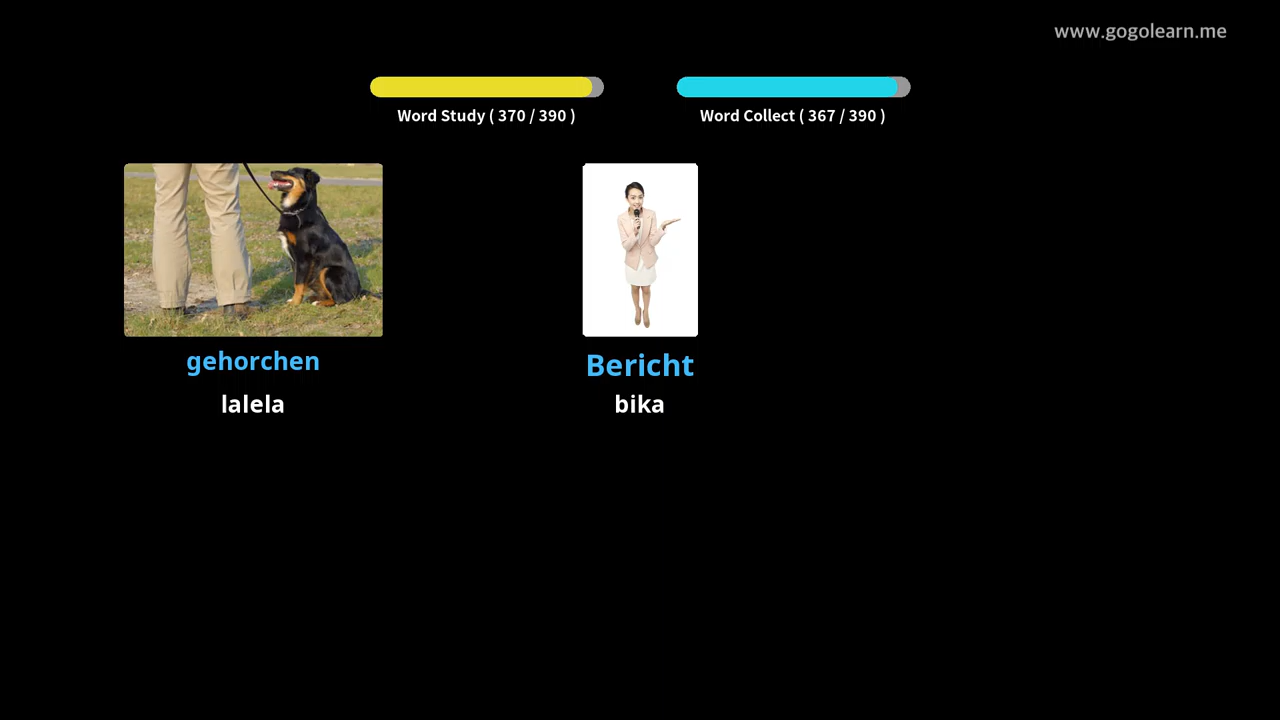 www.gogolearn.me
Word Study ( 370 / 390 )
Word Collect ( 367 / 390 )
gehorchen
lalela
Bericht
bika